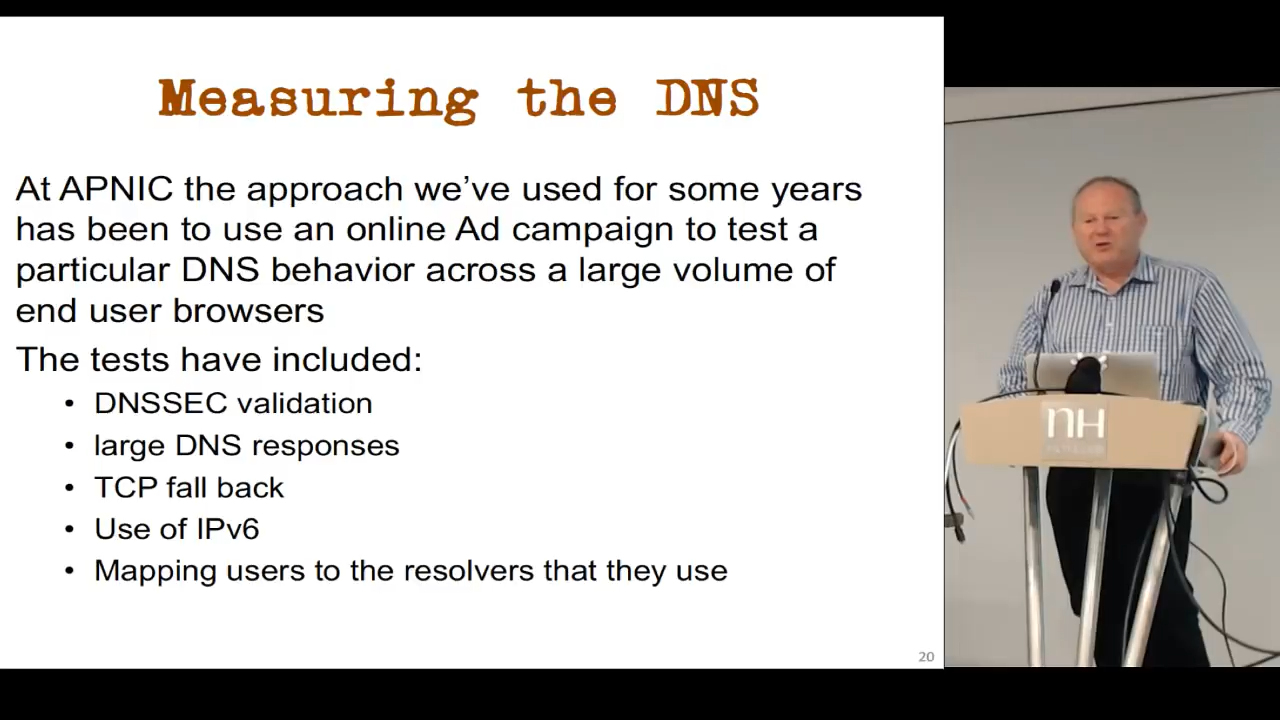 Measuring the DNS
At APNIC the approach we’ve used for some years
has been to use an online Ad campaign to test a
particular DNS behavior across a large volume of
end user browsers
The tests have included:
• DNSSEC validation
• large DNS responses
• TCP fall back
• Use of IPv6
• Mapping users to the resolvers that they use
20
nH